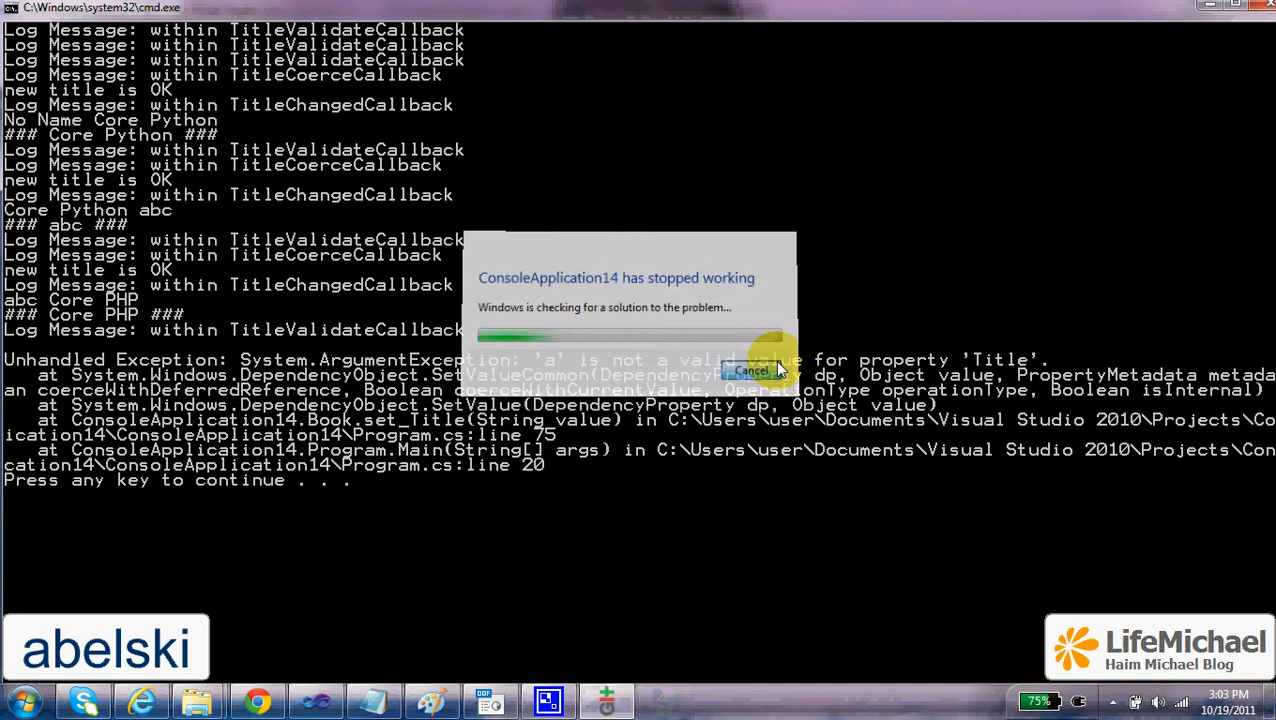 C:\Windows\system32\cmd.exe
Log Message: within TitleValidateCallback
Log Message: within TitleValidateCallback
Log Message: within TitleValidateCallback
Log Message: within TitleCoerceCallback
new title is OK
Log Message: within TitleChangedCallback
No Name Core Python
### Core Python ###
Log Message: within TitleValidateCallback
Log Message: within TitleCoerceCallback
new title is OK
Log Message: within TitleChangedCallback
Core Python abc
### abc ###
Log Message: within TitleValidateCallback
Log Message: within TitleCoerceCallback
new title is OK
Log Message: within TitleChangedCallback
abc Core PHP
### Core PHP ###
Log Message: within TitleValidateCallback
ConsoleApplication14 has stopped working
Windows is checking for a solution to the problem...
Cancel
Unhandled Exception: System.ArgumentException: 'a' is not a valid value for property 'Title'.
at System.Windows.DependencyObject.SetValueCommon(DependencyProperty dp, Object value, PropertyMetadata metada
an coerceWithDeferredReference, Boolean coerceWithCurrentValue, OperationType operationType, Boolean isInternal)
at System.Windows.DependencyObject.SetValue(DependencyProperty dp, Object value)
at ConsoleApplication14.Book.set_Title(String value) in C:\Users\user\Documents\Visual Studio 2010\Projects\Con
ication14\ConsoleApplication14\Program.cs:line 75
at ConsoleApplication14.Program.Main(String[] args) in C:\Users\user\Documents\Visual Studio 2010\Projects\Con
cation14\ConsoleApplication14\Program.cs:line 20
Press any key to continue . . .
abelski
LifeMichael
Haim Michael Blog
ODF
75%
3:03 PM
10/19/2011